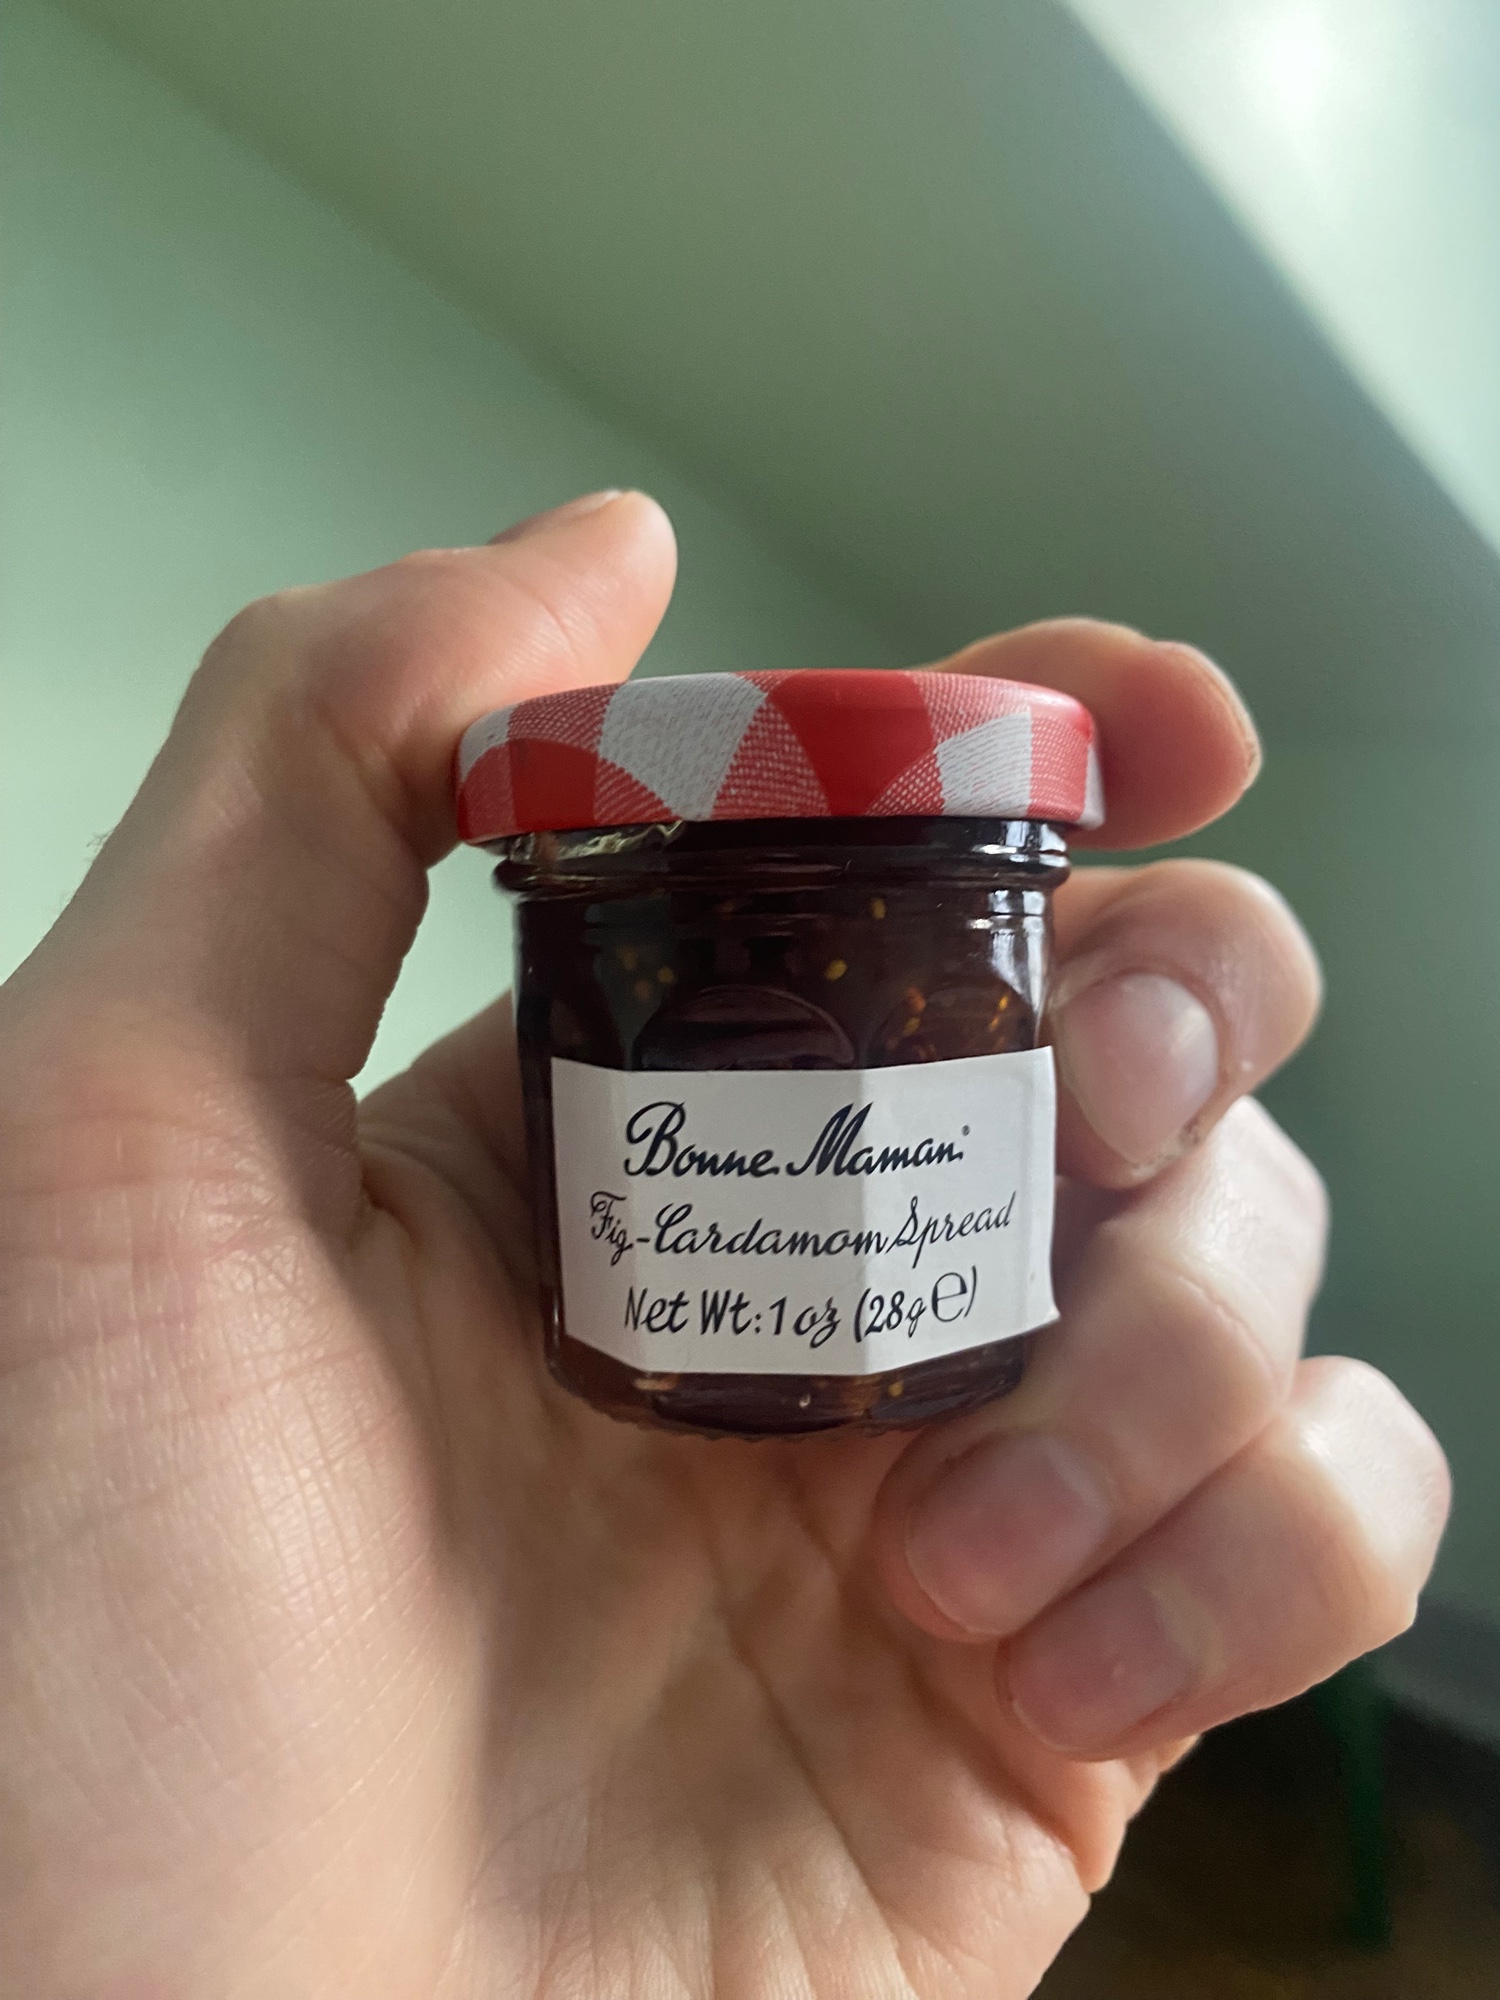 Bonne Maman®
Fig-Cardamom Spread
Net Wt: 1 oz (28g ℮)